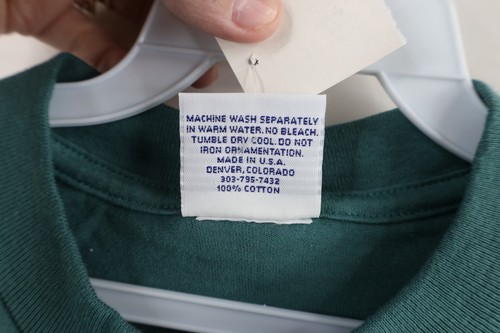 MACHINE WASH SEPARATELY
IN WARM WATER. NO BLEACH.
TUMBLE DRY COOL. DO NOT
IRON ORNAMENTATION.
MADE IN U.S.A.
DENVER, COLORADO
303-795-7432
100% COTTON